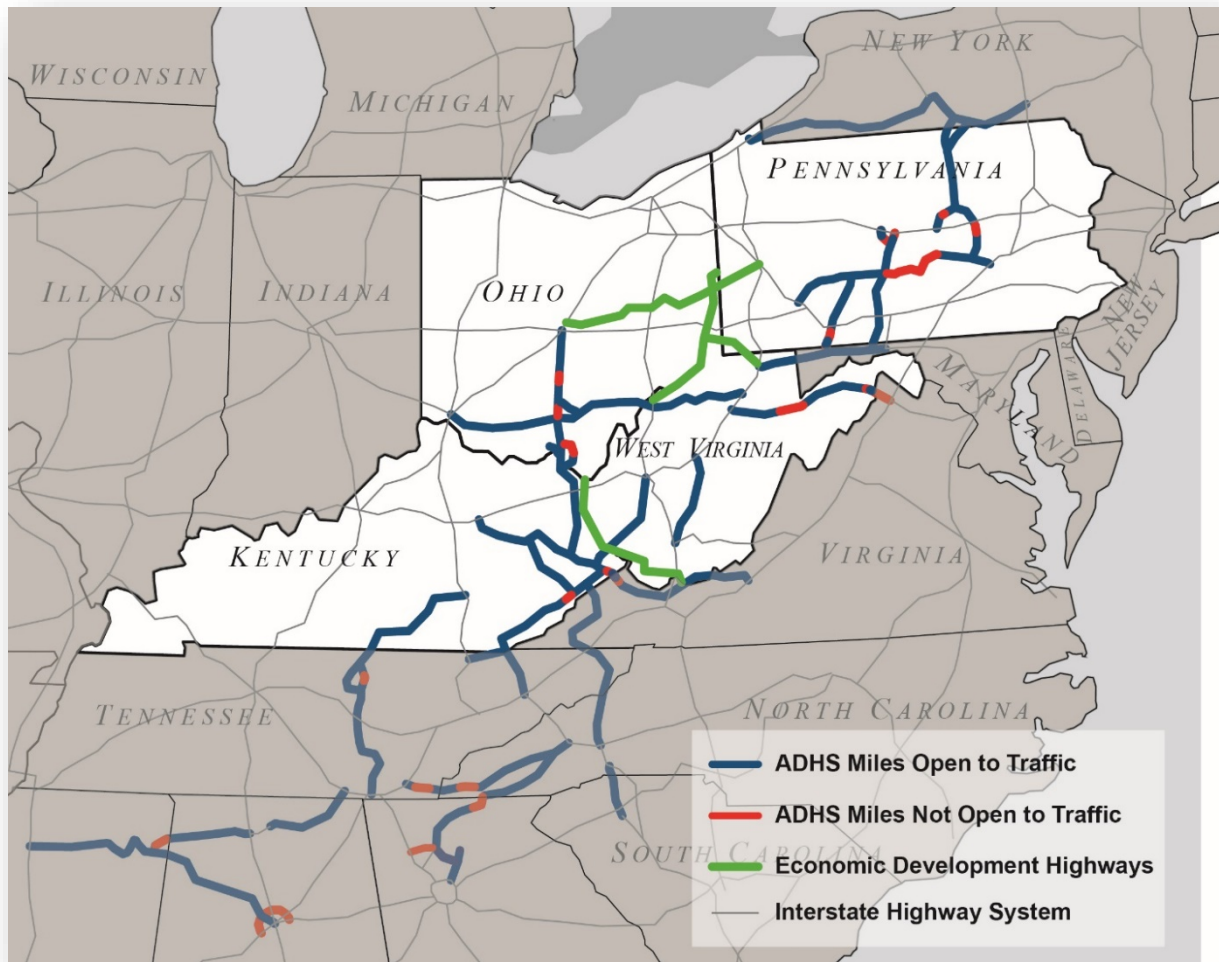 NEW YORK
WISCONSIN
MICHIGAN
PENNSYLVANIA
ILLINOIS
INDIANA
OHIO
NEW
JERSEY
MARYLAND
DELAWARE
WEST VIRGINIA
KENTUCKY
VIRGINIA
TENNESSEE
NORTH CAROLINA
SOUTH CAROLINA
ADHS Miles Open to Traffic
ADHS Miles Not Open to Traffic
Economic Development Highways
Interstate Highway System